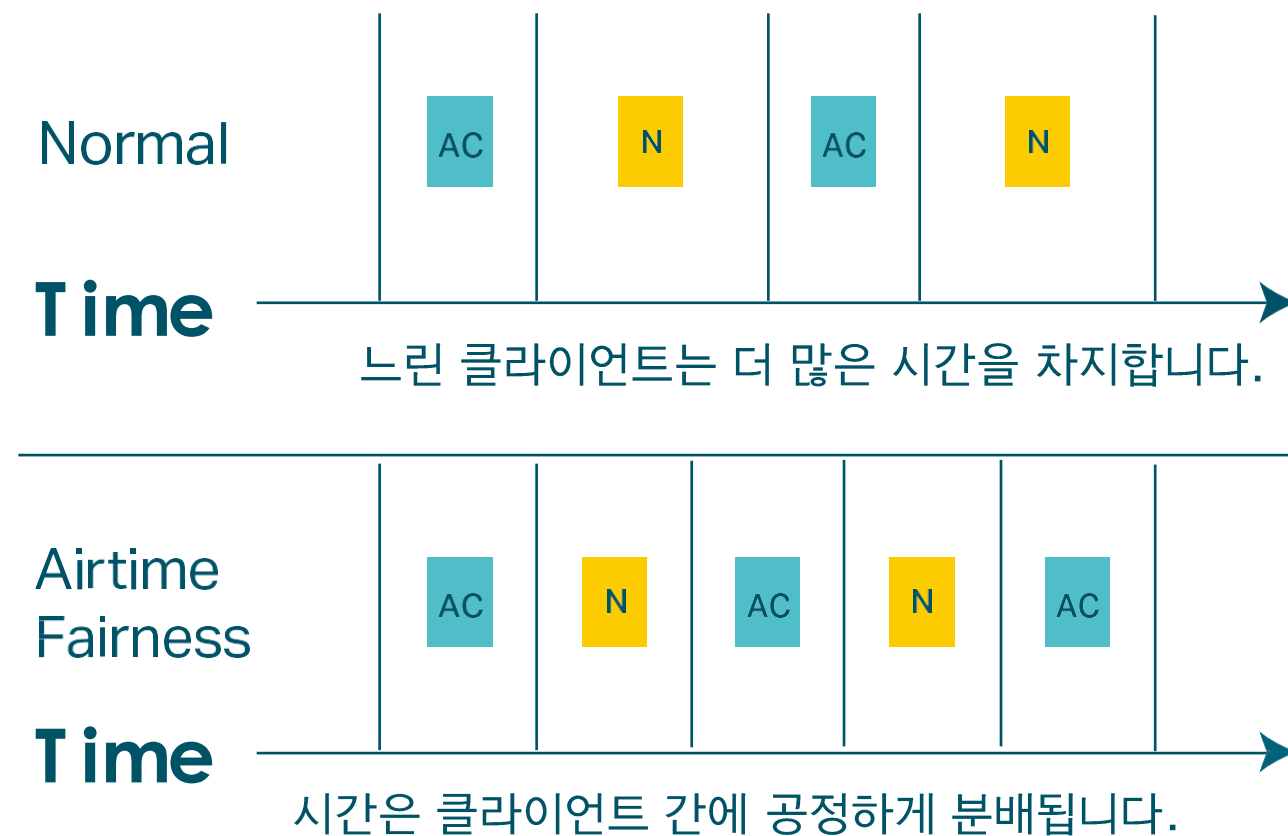 Normal
AC
N
AC
N
Time
느린 클라이언트는 더 많은 시간을 차지합니다.
Airtime
Fairness
AC
N
AC
N
AC
Time
시간은 클라이언트 간에 공정하게 분배됩니다.